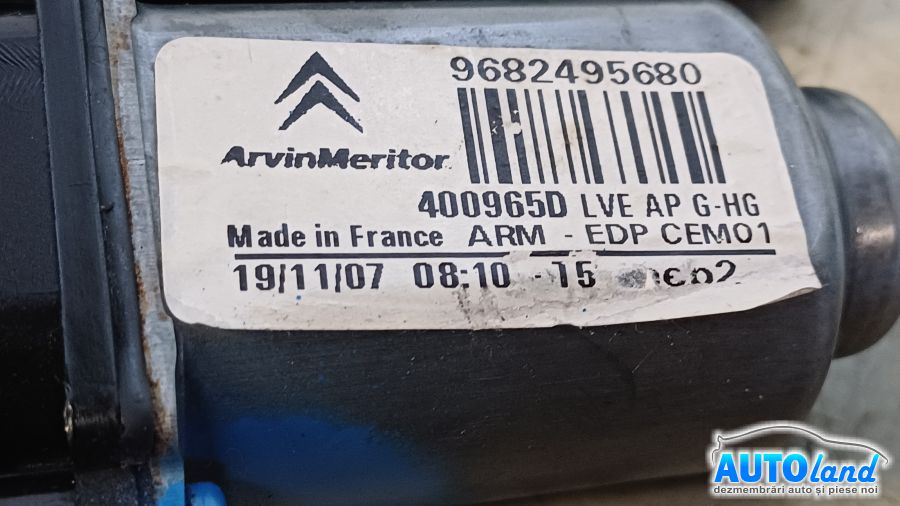 9682495680
ArvinMeritor
400965D LVE AP G-HG
Made in France ARM - EDP CEM01
19/11/07 08:10 -15
AUTOland
dezmembrări auto și piese noi